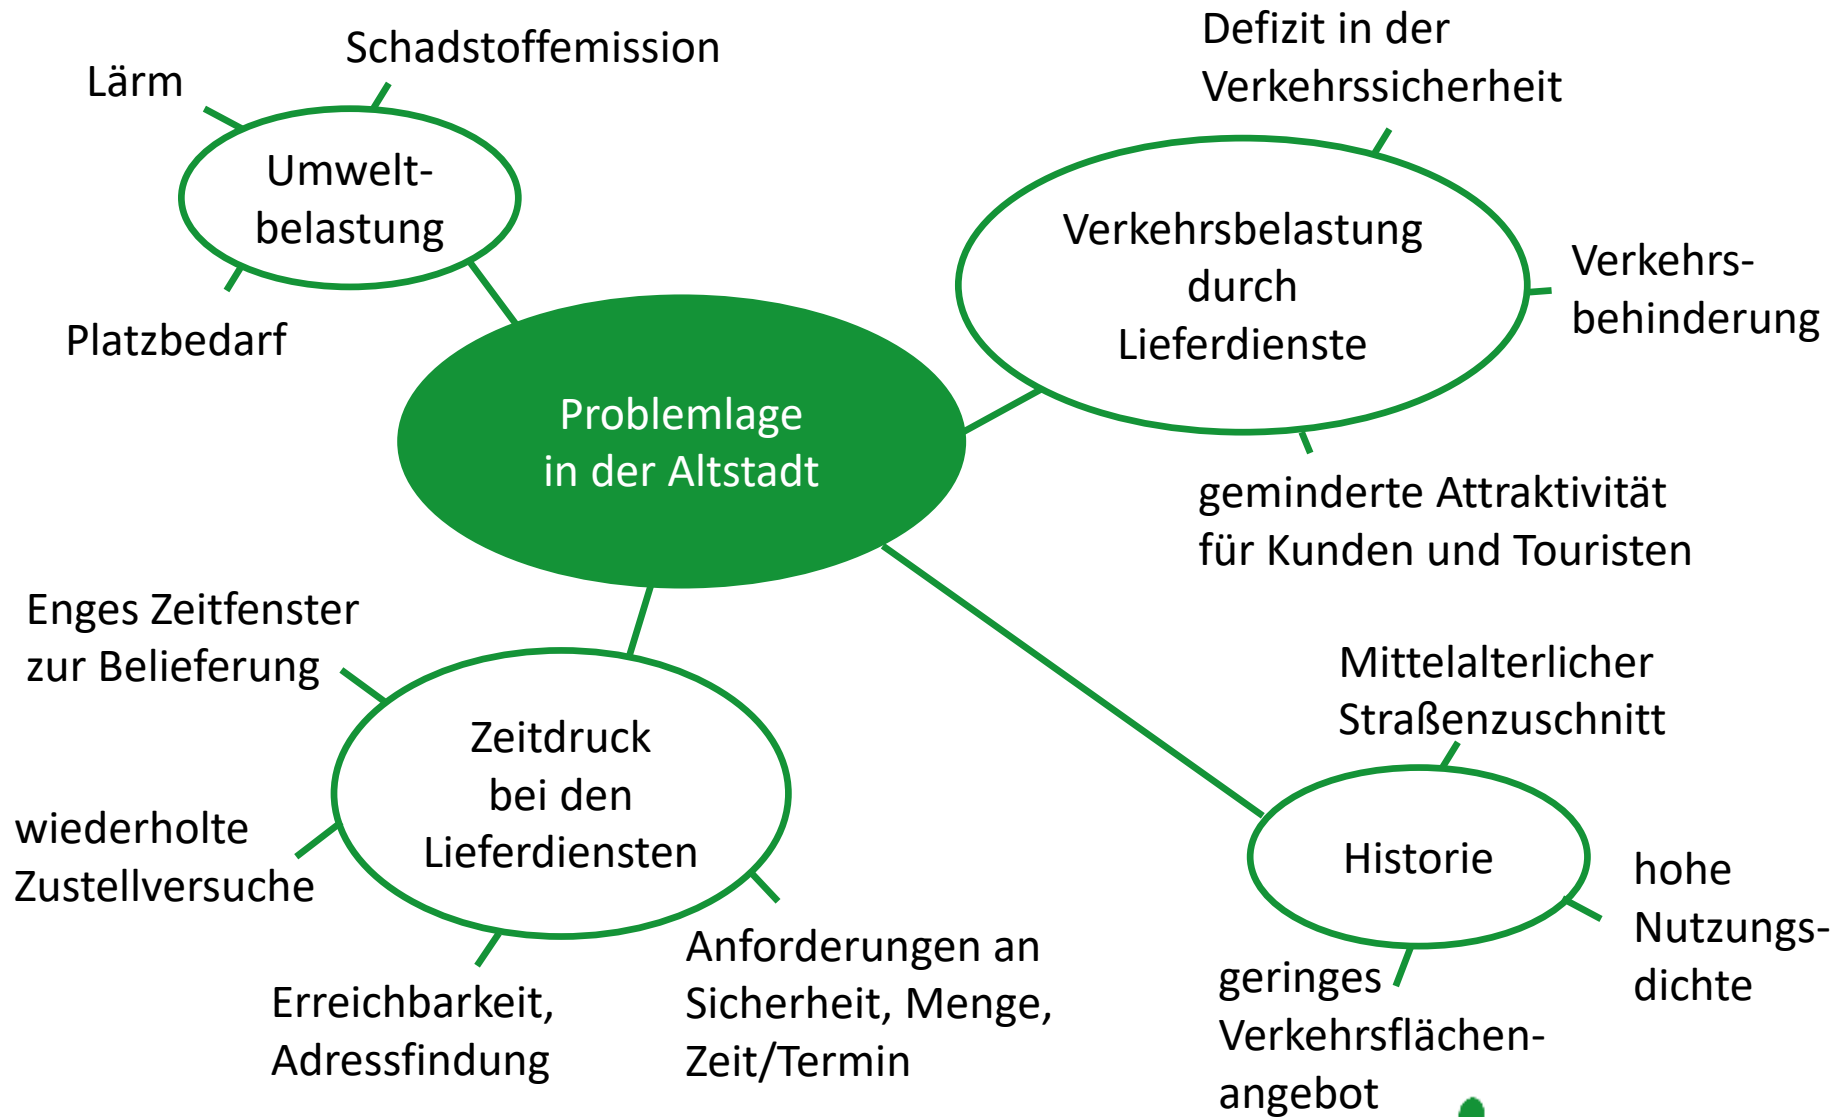 Lärm
Schadstoffemission
Umwelt-
belastung
Platzbedarf
Defizit in der
Verkehrssicherheit
Verkehrsbelastung
durch
Lieferdienste
Verkehrs-
behinderung
geminderte Attraktivität
für Kunden und Touristen
Problemlage
in der Altstadt
Enges Zeitfenster
zur Belieferung
Zeitdruck
bei den
Lieferdiensten
wiederholte
Zustellversuche
Erreichbarkeit,
Adressfindung
Anforderungen an
Sicherheit, Menge,
Zeit/Termin
Mittelalterlicher
Straßenzuschnitt
Historie
hohe
Nutzungs-
dichte
geringes
Verkehrsflächen-
angebot